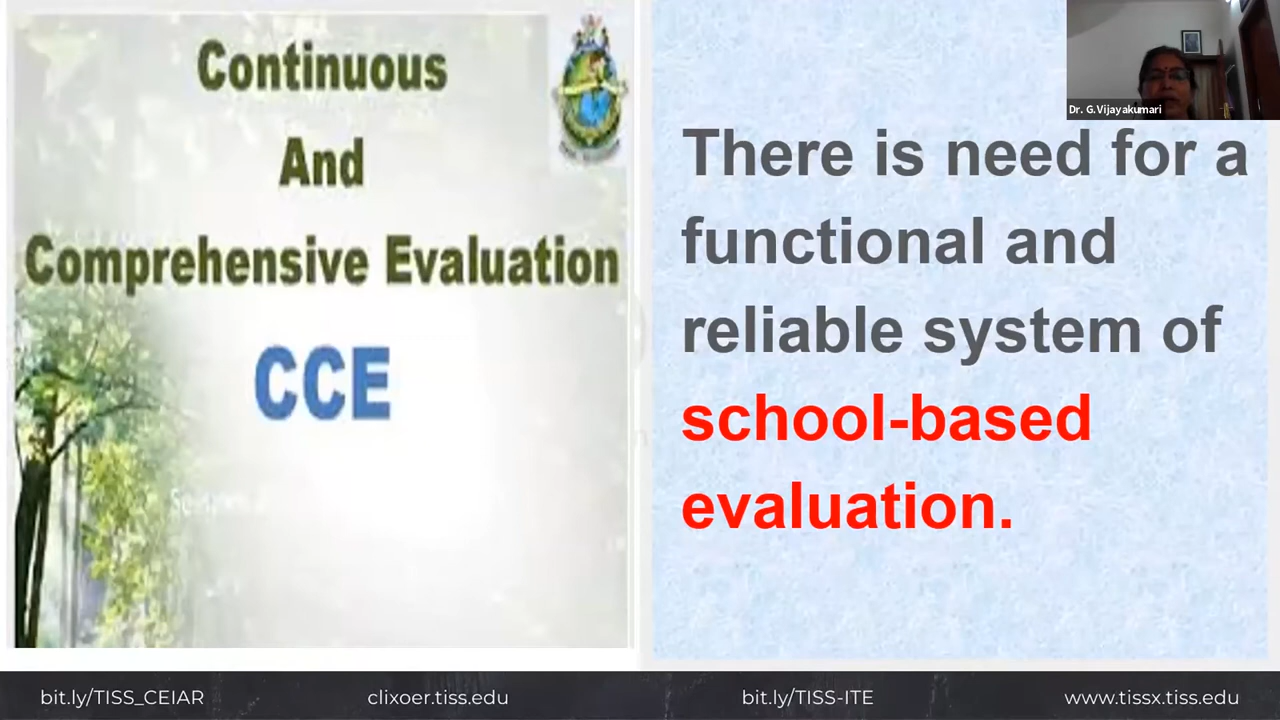 Continuous
And
Comprehensive Evaluation
CCE
There is need for a
functional and
reliable system of
school-based
evaluation.
Dr. G.Vijayakumari
bit.ly/TISS_CEIAR
clixoer.tiss.edu
bit.ly/TISS-ITE
www.tissx.tiss.edu